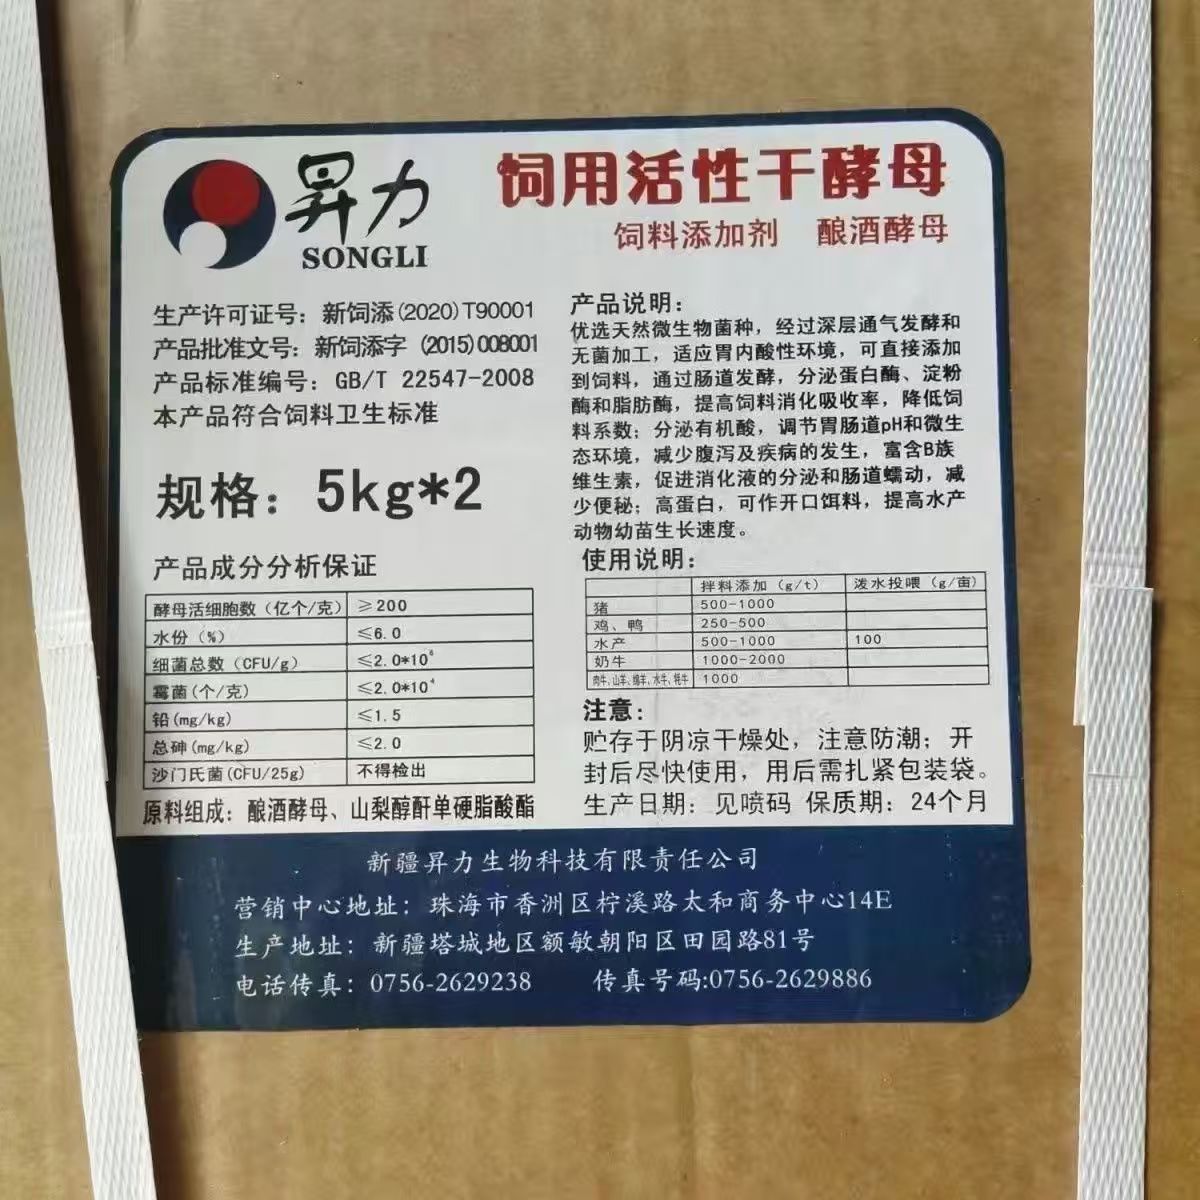 昇力
SONGLI
饲用活性干酵母
饲料添加剂 酿酒酵母
生产许可证号：新饲添(2020)T90001
产品批准文号：新饲添字 (2015)008001
产品标准编号：GB/T 22547-2008
本产品符合饲料卫生标准
规格：5kg*2
产品成分分析保证
酵母活细胞数（亿个/克） ≥200
水份（%） ≤6.0
细菌总数（CFU/g） ≤2.0*10⁶
霉菌(个/克) ≤2.0*10⁴
铅(mg/kg) ≤1.5
总砷(mg/kg) ≤2.0
沙门氏菌(CFU/25g) 不得检出
原料组成：酿酒酵母、山梨醇酐单硬脂酸酯
产品说明：
优选天然微生物菌种，经过深层通气发酵和
无菌加工，适应胃内酸性环境，可直接添加
到饲料，通过肠道发酵，分泌蛋白酶、淀粉
酶和脂肪酶，提高饲料消化吸收率，降低饲
料系数；分泌有机酸，调节胃肠道pH和微生
态环境，减少腹泻及疾病的发生，富含B族
维生素，促进消化液的分泌和肠道蠕动，减
少便秘；高蛋白，可作开口饵料，提高水产
动物幼苗生长速度。
使用说明：
拌料添加（g/t） 泼水投喂（g/亩）
猪 500-1000
鸡、鸭 250-500
水产 500-1000 100
奶牛 1000-2000
肉牛、山羊、绵羊、水牛、牦牛 1000
注意：
贮存于阴凉干燥处，注意防潮；开
封后尽快使用，用后需扎紧包装袋。
生产日期：见喷码 保质期：24个月
新疆昇力生物科技有限责任公司
营销中心地址：珠海市香洲区柠溪路太和商务中心14E
生产地址：新疆塔城地区额敏朝阳区田园路81号
电话传真：0756-2629238 传真号码:0756-2629886